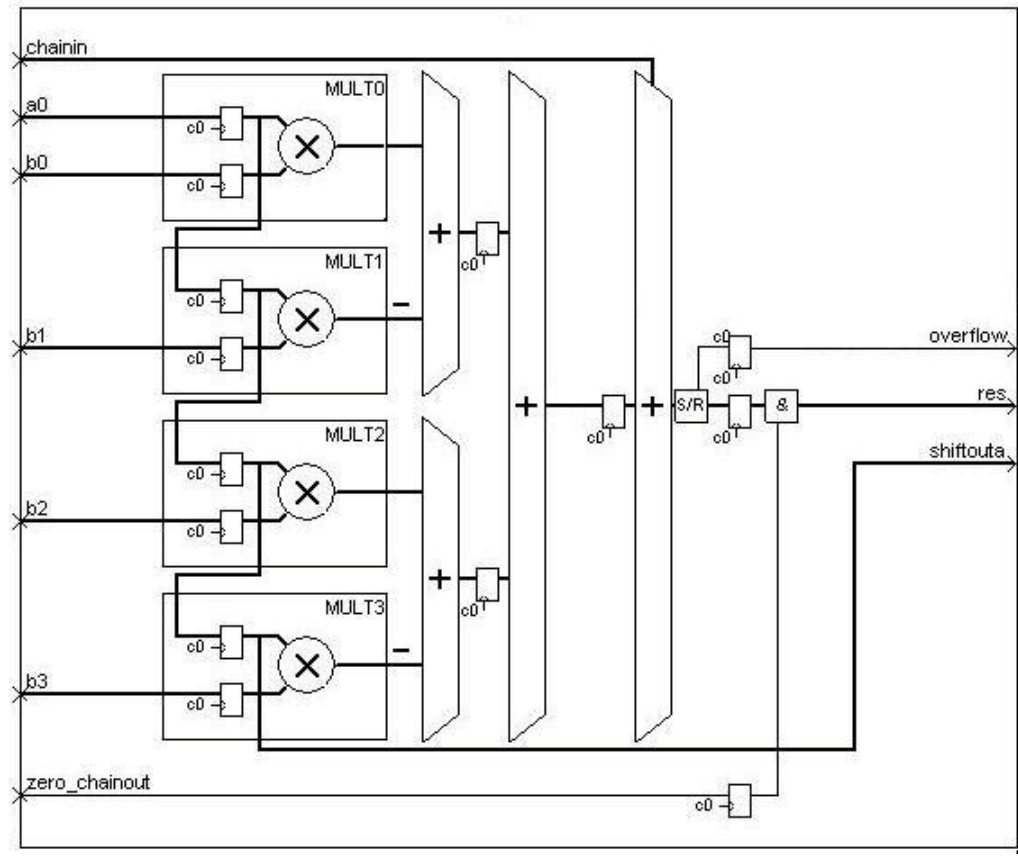 chainin
MULT0
a0
c0
b0
c0
+
c0
MULT1
c0
−
b1
c0
c0
c0
overflow
+
c0
+
S/R
c0
&
res
MULT2
c0
shiftouta
b2
c0
+
c0
MULT3
c0
−
b3
c0
zero_chainout
c0